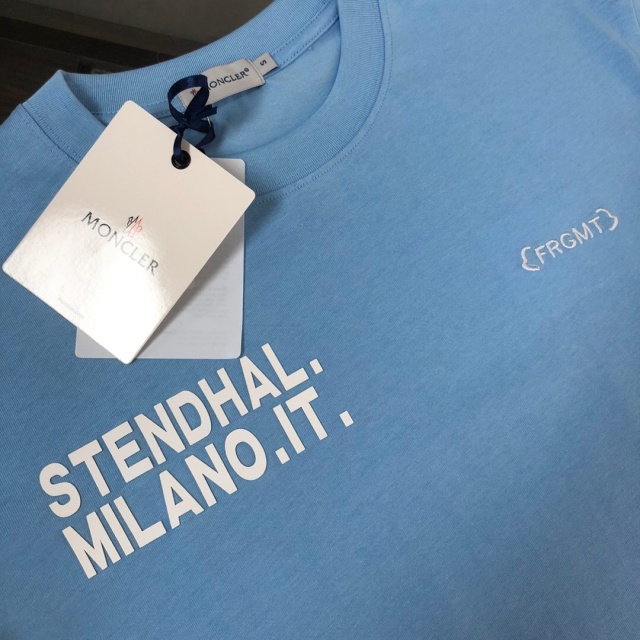 MONCLER
S
MONCLER
{FRGMT}
STENDHAL.
MILANO.IT.